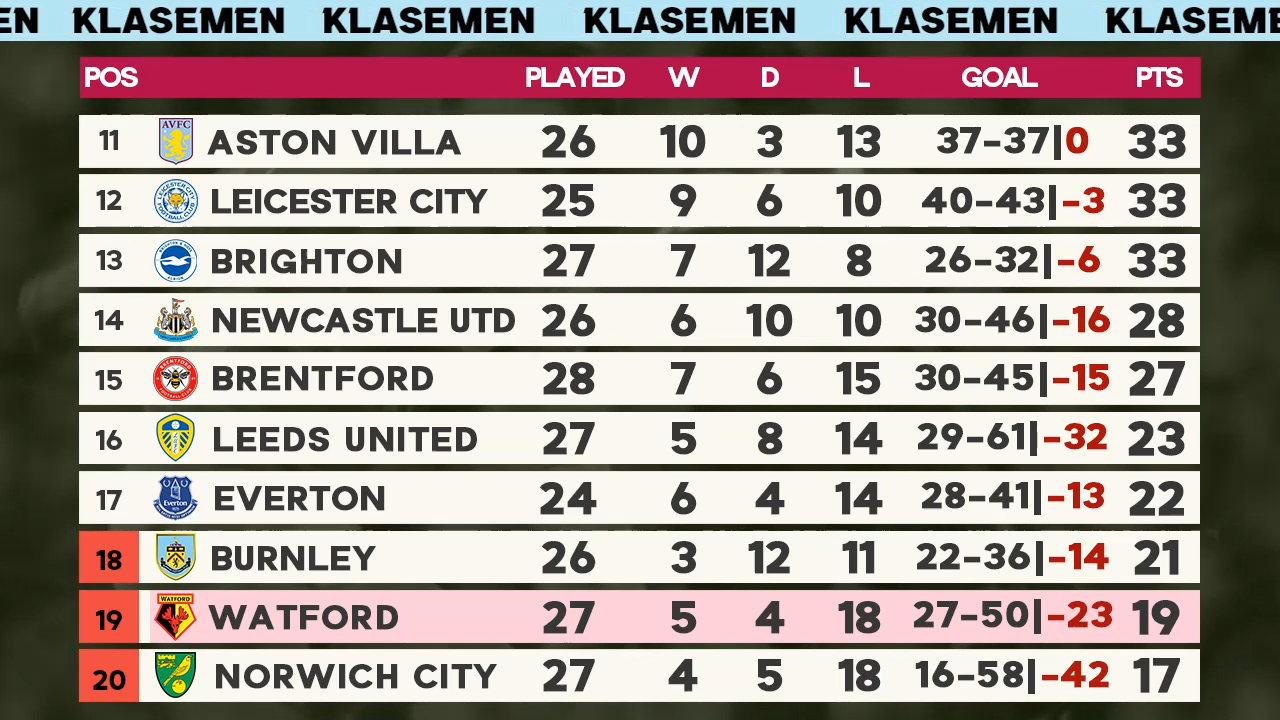 EN KLASEMEN KLASEMEN KLASEMEN KLASEMEN KLASEME
POS PLAYED W D L GOAL PTS
11 AVFC ASTON VILLA 26 10 3 13 37-37|0 33
12 LEICESTER CITY 25 9 6 10 40-43|-3 33
13 BRIGHTON 27 7 12 8 26-32|-6 33
14 NEWCASTLE UTD 26 6 10 10 30-46|-16 28
15 BRENTFORD 28 7 6 15 30-45|-15 27
16 LEEDS UNITED 27 5 8 14 29-61|-32 23
17 Everton EVERTON 24 6 4 14 28-41|-13 22
18 BURNLEY 26 3 12 11 22-36|-14 21
19 WATFORD WATFORD 27 5 4 18 27-50|-23 19
20 NORWICH CITY 27 4 5 18 16-58|-42 17